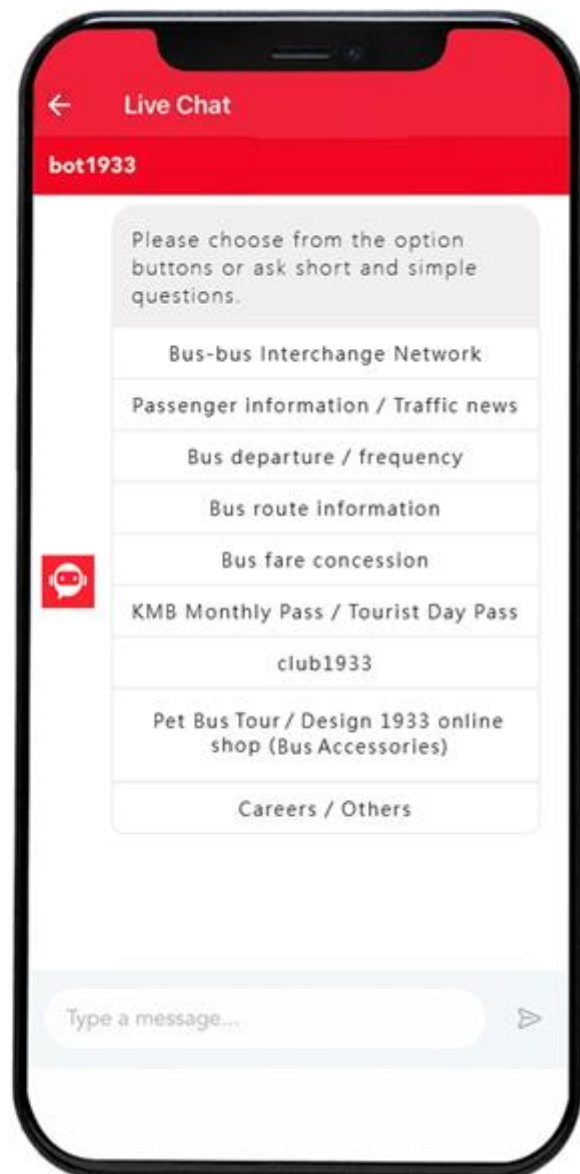 Live Chat
bot1933
Please choose from the option
buttons or ask short and simple
questions.
Bus-bus Interchange Network
Passenger information / Traffic news
Bus departure / frequency
Bus route information
Bus fare concession
KMB Monthly Pass / Tourist Day Pass
club1933
Pet Bus Tour / Design 1933 online
shop (Bus Accessories)
Careers / Others
Type a message...